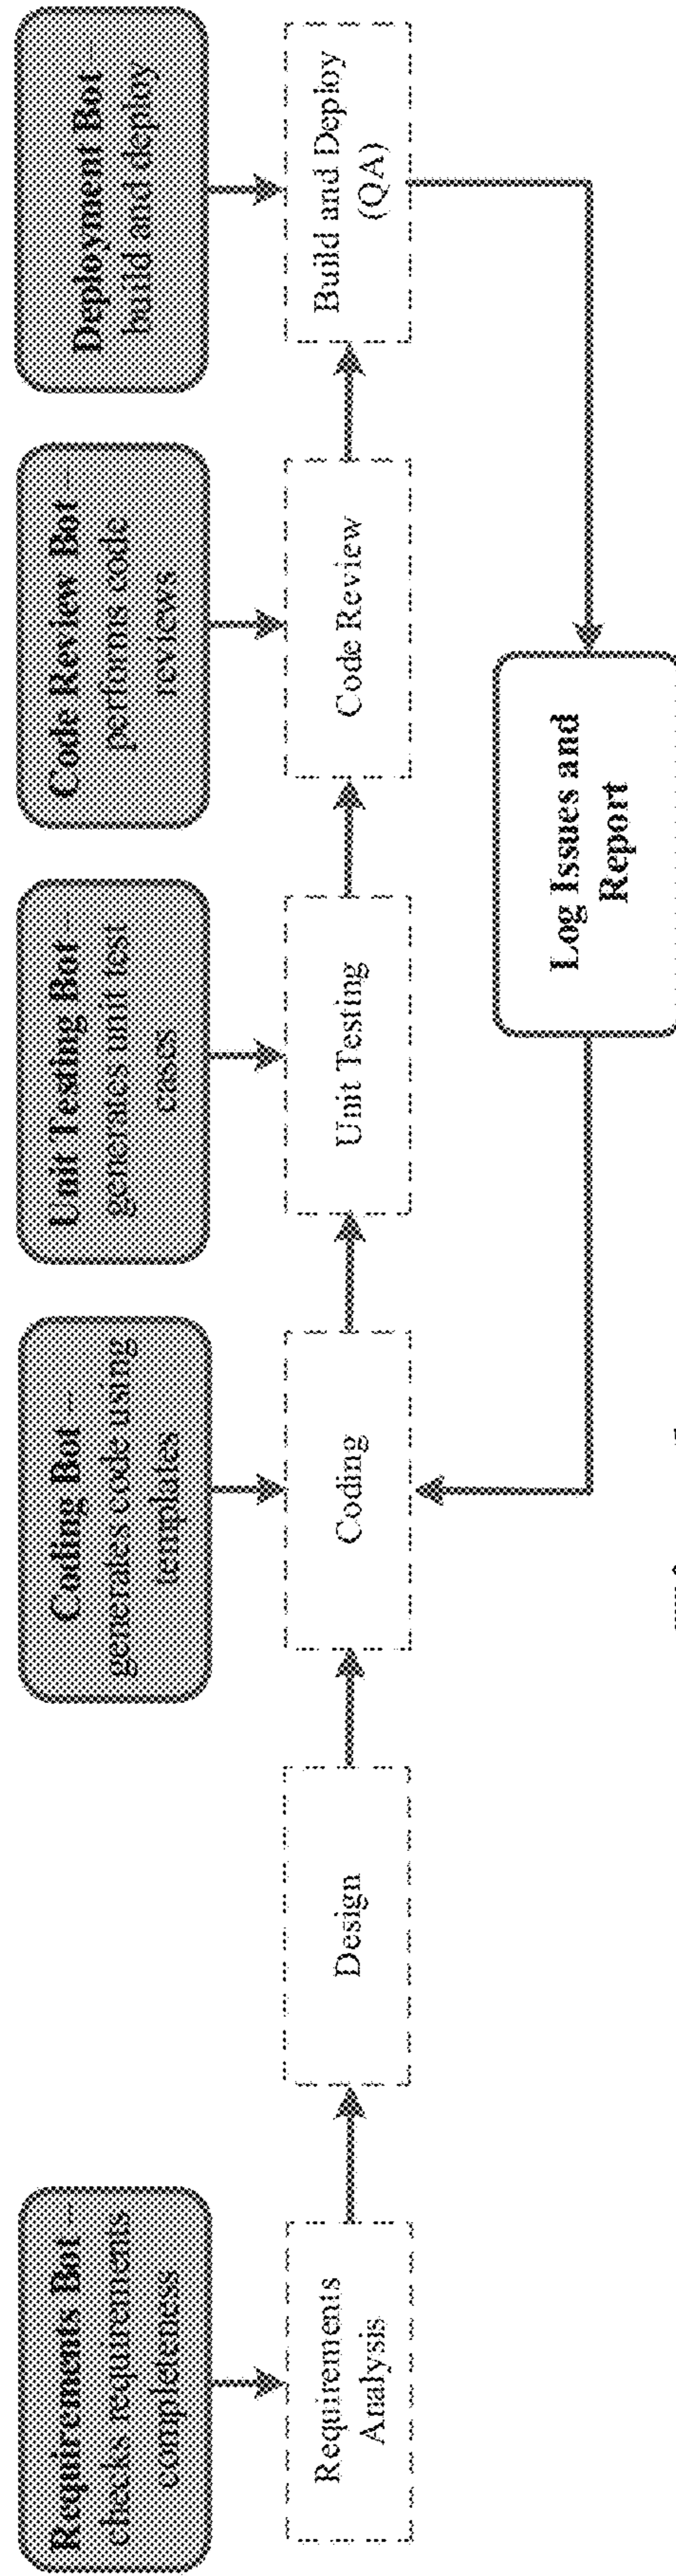 Requirements Bot –
checks requirements
completeness
Coding Bot –
generates code using
templates
Unit Testing Bot –
generates unit test
cases
Code Review Bot –
performs code
reviews
Deployment Bot –
build and deploy
Requirements
Analysis
Design
Coding
Unit Testing
Code Review
Build and Deploy
(QA)
Log Issues and
Report